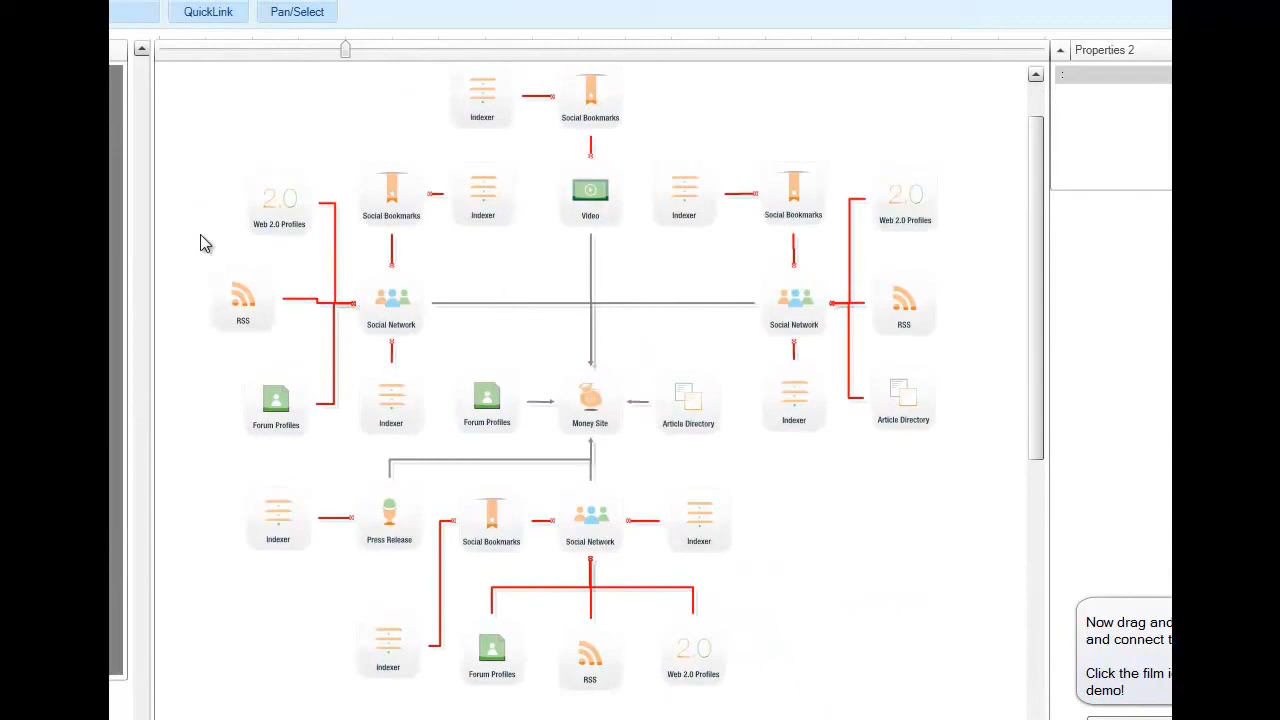 QuickLink
Pan/Select
Properties 2
:
Indexer
Social Bookmarks
2.0
Web 2.0 Profiles
Social Bookmarks
Indexer
Video
Indexer
Social Bookmarks
2.0
Web 2.0 Profiles
RSS
Social Network
Social Network
RSS
Forum Profiles
Indexer
Forum Profiles
Money Site
Article Directory
Indexer
Article Directory
Indexer
Press Release
Social Bookmarks
Social Network
Indexer
Indexer
Forum Profiles
RSS
2.0
Web 2.0 Profiles
Now drag and
and connect t
Click the film i
demo!